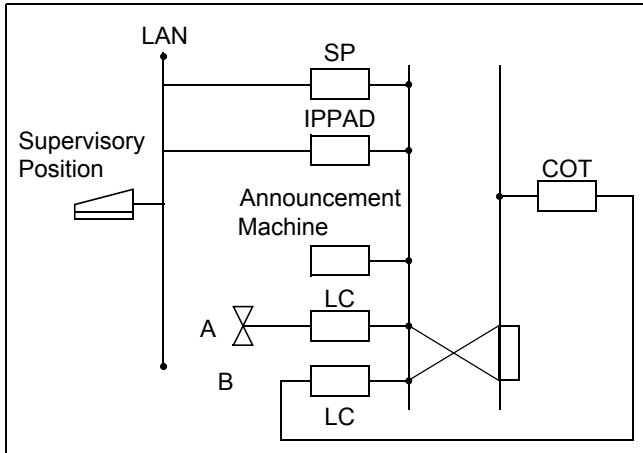 LAN
SP
IPPAD
Supervisory
Position
COT
Announcement
Machine
LC
A
B
LC